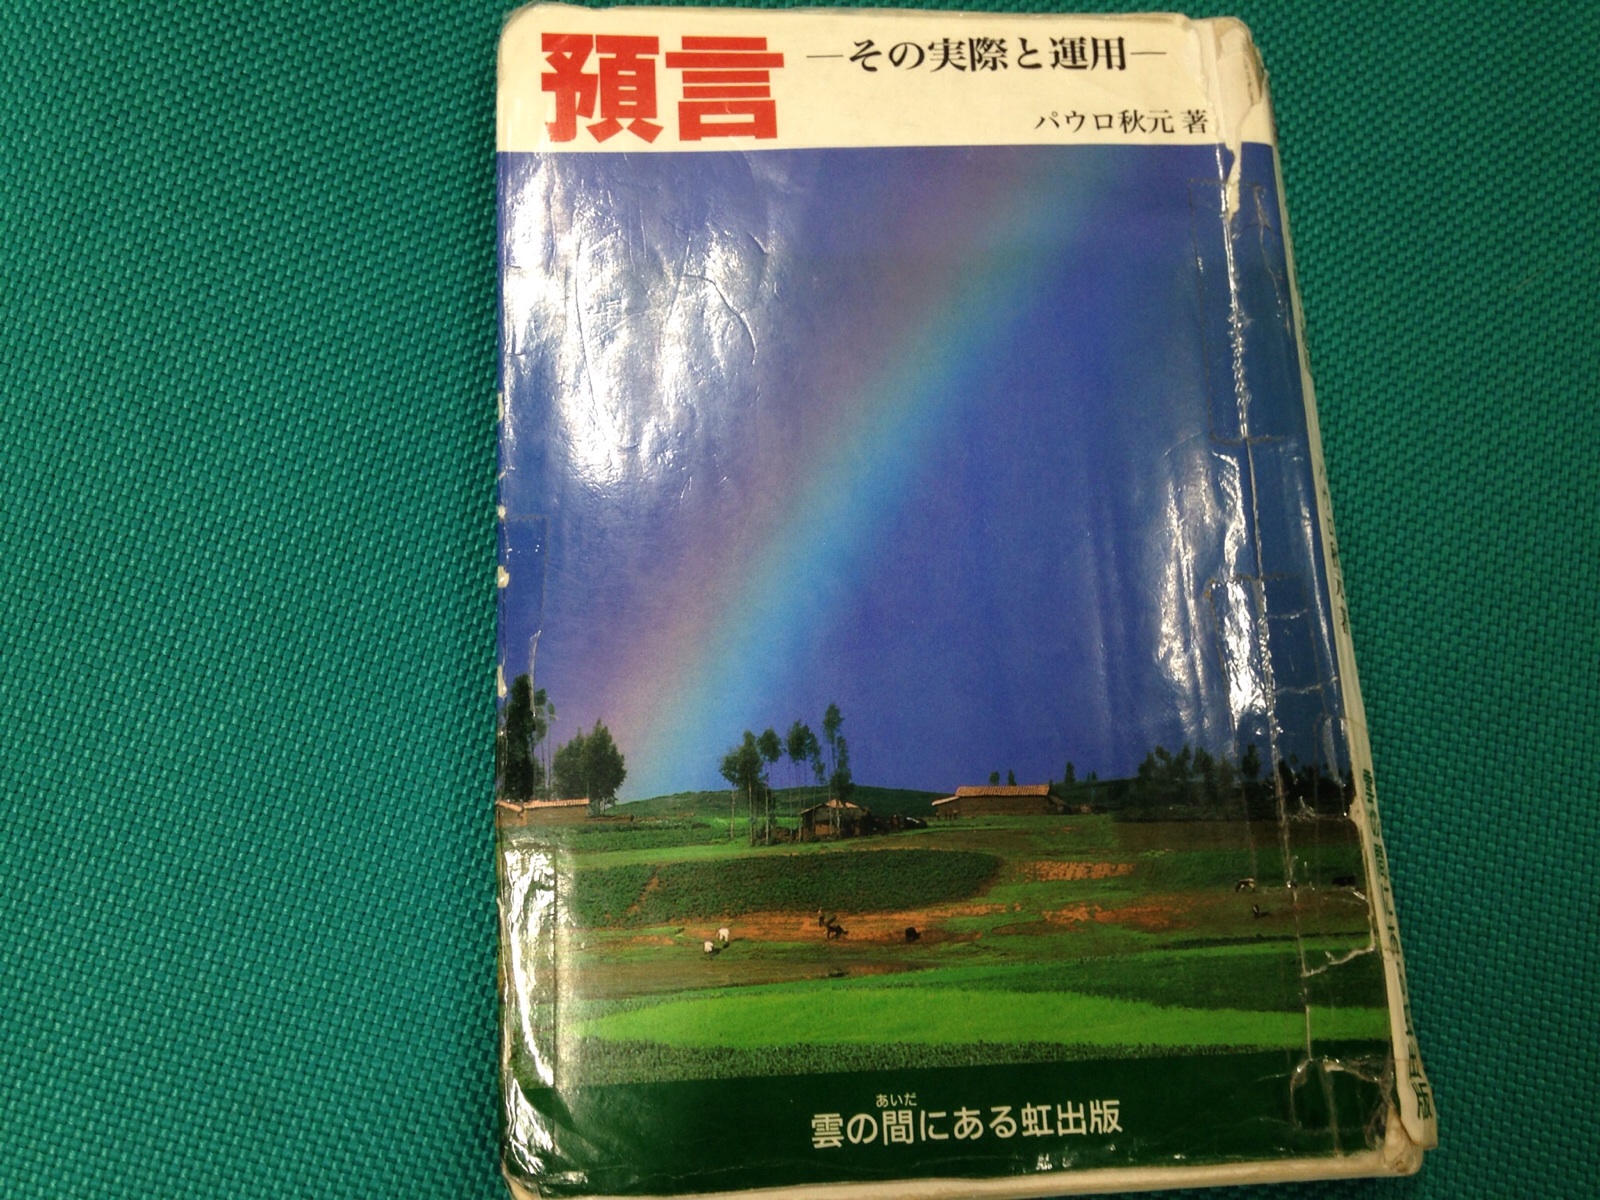 預言
―その実際と運用―
パウロ秋元 著
あいだ
雲の間にある虹出版